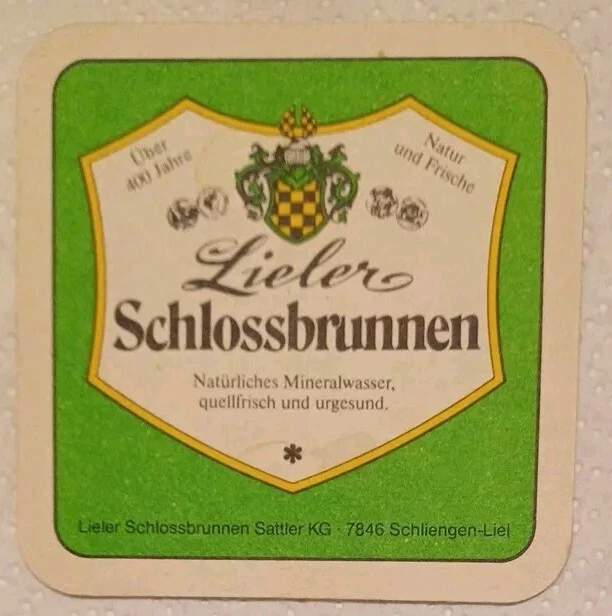 Über
400 Jahre
Natur
und Frische
Lieler
Schlossbrunnen
Natürliches Mineralwasser,
quellfrisch und urgesund.
*
Lieler Schlossbrunnen Sattler KG · 7846 Schliengen-Liel